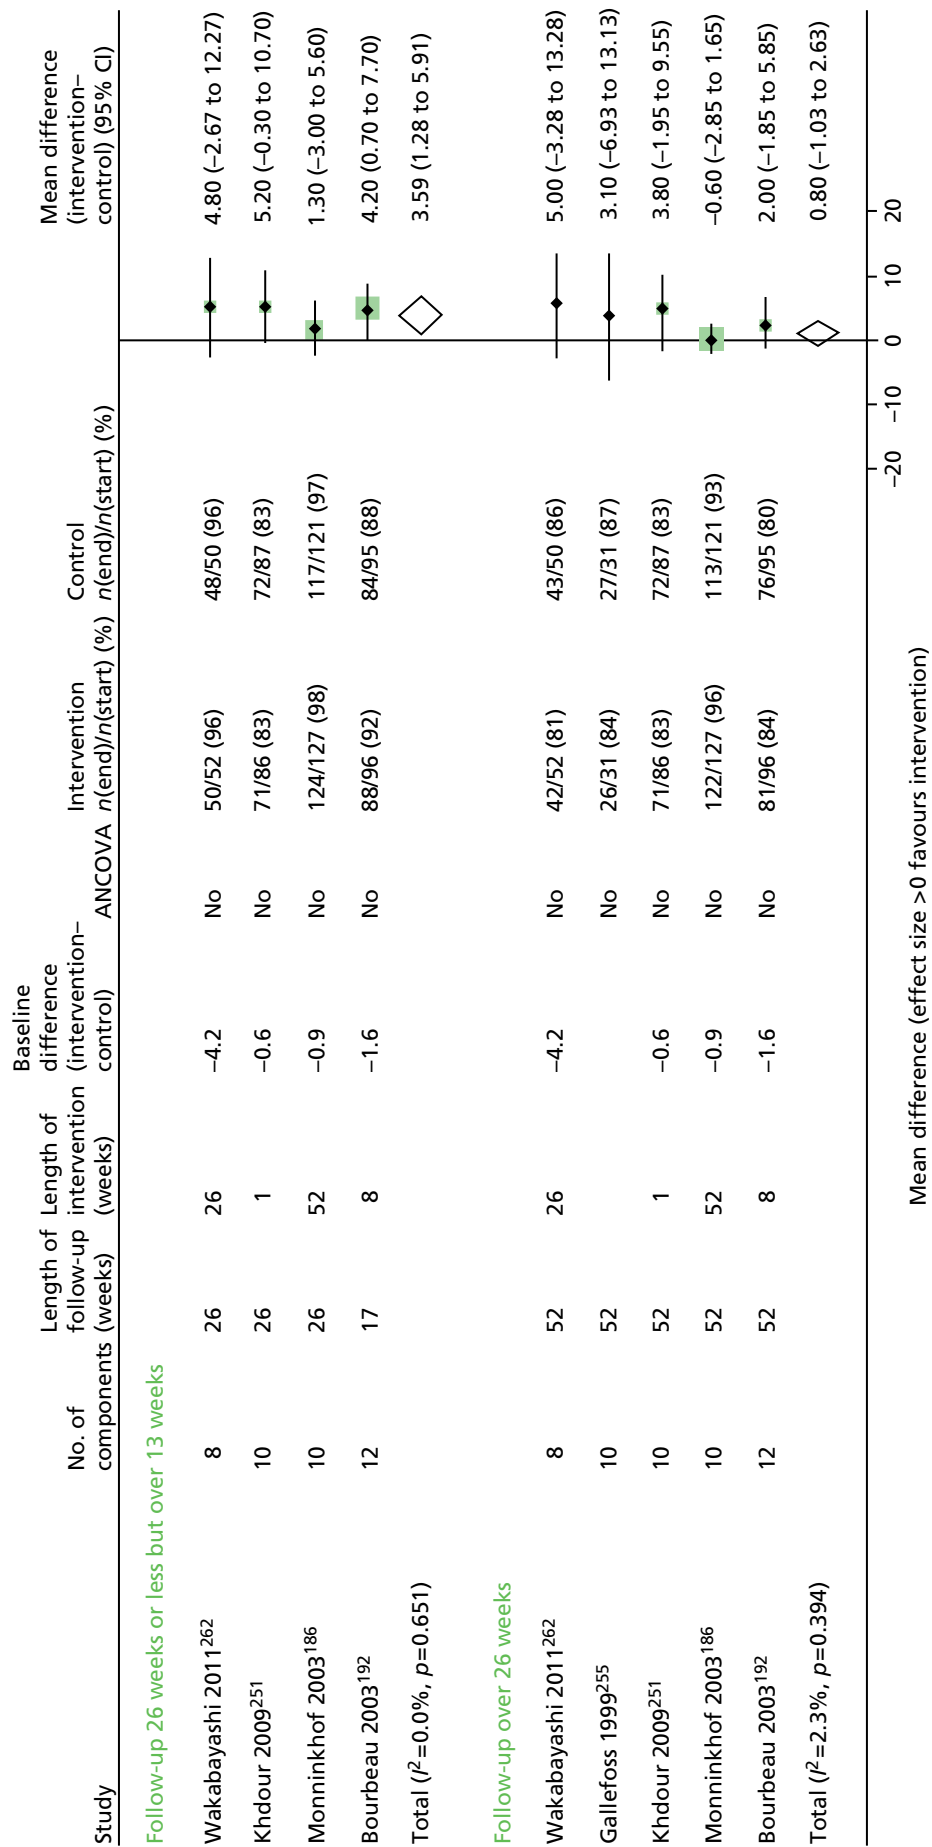 Study No. of components Length of follow-up (weeks) Length of intervention (weeks) Baseline difference (intervention–control) ANCOVA Intervention n(end)/n(start) (%) Control n(end)/n(start) (%) Mean difference (intervention–control) (95% CI)
Follow-up 26 weeks or less but over 13 weeks
Wakabayashi 2011262 8 26 26 –4.2 No 50/52 (96) 48/50 (96) 4.80 (–2.67 to 12.27)
Khdour 2009251 10 26 1 –0.6 No 71/86 (83) 72/87 (83) 5.20 (–0.30 to 10.70)
Monninkhof 2003186 10 26 52 –0.9 No 124/127 (98) 117/121 (97) 1.30 (–3.00 to 5.60)
Bourbeau 2003192 12 17 8 –1.6 No 88/96 (92) 84/95 (88) 4.20 (0.70 to 7.70)
Total (I2=0.0%, p=0.651) 3.59 (1.28 to 5.91)
Follow-up over 26 weeks
Wakabayashi 2011262 8 52 26 –4.2 No 42/52 (81) 43/50 (86) 5.00 (–3.28 to 13.28)
Gallefoss 1999255 10 52 No 26/31 (84) 27/31 (87) 3.10 (–6.93 to 13.13)
Khdour 2009251 10 52 1 –0.6 No 71/86 (83) 72/87 (83) 3.80 (–1.95 to 9.55)
Monninkhof 2003186 10 52 52 –0.9 No 122/127 (96) 113/121 (93) –0.60 (–2.85 to 1.65)
Bourbeau 2003192 12 52 8 –1.6 No 81/96 (84) 76/95 (80) 2.00 (–1.85 to 5.85)
Total (I2=2.3%, p=0.394) 0.80 (–1.03 to 2.63)
–20 –10 0 10 20
Mean difference (effect size >0 favours intervention)